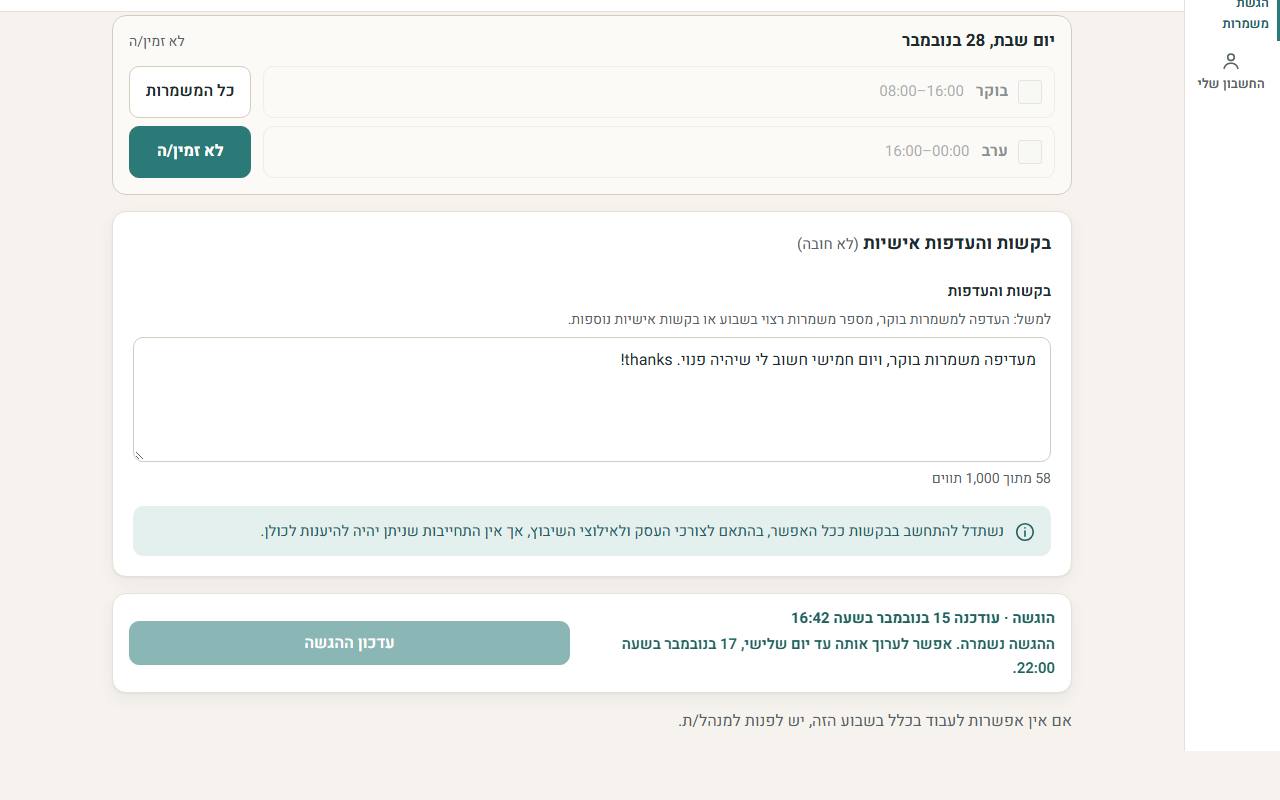 הגשת
משמרות
החשבון שלי
יום שבת, 28 בנובמבר
לא זמין/ה
בוקר 08:00–16:00
כל המשמרות
ערב 16:00–00:00
לא זמין/ה
בקשות והעדפות אישיות (לא חובה)
בקשות והעדפות
למשל: העדפה למשמרות בוקר, מספר משמרות רצוי בשבוע או בקשות אישיות נוספות.
מעדיפה משמרות בוקר, ויום חמישי חשוב לי שיהיה פנוי. thanks!
58 מתוך 1,000 תווים
נשתדל להתחשב בבקשות ככל האפשר, בהתאם לצורכי העסק ולאילוצי השיבוץ, אך אין התחייבות שניתן יהיה להיענות לכולן.
הוגשה · עודכנה 15 בנובמבר בשעה 16:42
ההגשה נשמרה. אפשר לערוך אותה עד יום שלישי, 17 בנובמבר בשעה
22:00.
עדכון ההגשה
אם אין אפשרות לעבוד בכלל בשבוע הזה, יש לפנות למנהל/ת.